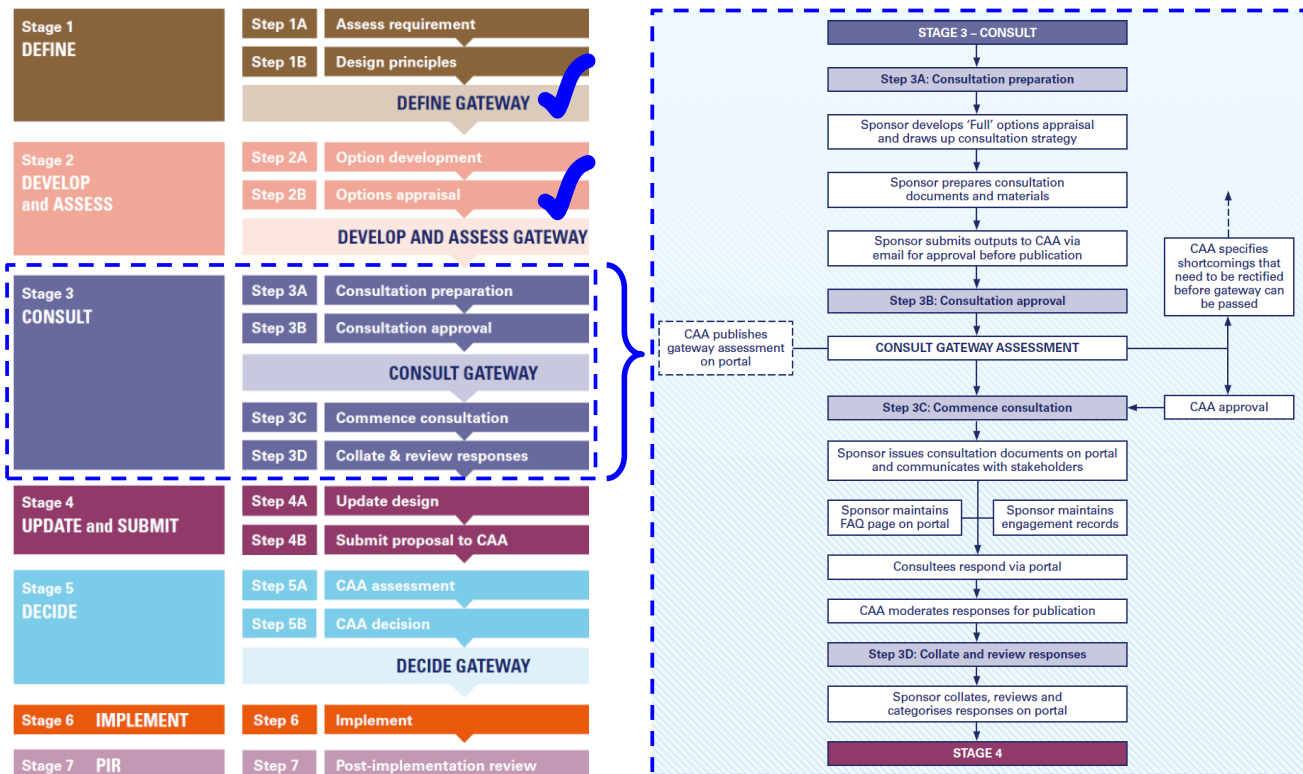 Stage 1
DEFINE
Step 1A Assess requirement
Step 1B Design principles
DEFINE GATEWAY
Stage 2
DEVELOP
and ASSESS
Step 2A Option development
Step 2B Options appraisal
DEVELOP AND ASSESS GATEWAY
Stage 3
CONSULT
Step 3A Consultation preparation
Step 3B Consultation approval
CONSULT GATEWAY
Step 3C Commence consultation
Step 3D Collate & review responses
Stage 4
UPDATE and SUBMIT
Step 4A Update design
Step 4B Submit proposal to CAA
Stage 5
DECIDE
Step 5A CAA assessment
Step 5B CAA decision
DECIDE GATEWAY
Stage 6 IMPLEMENT
Step 6 Implement
Stage 7 PIR
Step 7 Post-implementation review
STAGE 3 – CONSULT
Step 3A: Consultation preparation
Sponsor develops ‘Full’ options appraisal
and draws up consultation strategy
Sponsor prepares consultation
documents and materials
Sponsor submits outputs to CAA via
email for approval before publication
CAA specifies
shortcomings that
need to be rectified
before gateway can
be passed
Step 3B: Consultation approval
CAA publishes
gateway assessment
on portal
CONSULT GATEWAY ASSESSMENT
Step 3C: Commence consultation
CAA approval
Sponsor issues consultation documents on portal
and communicates with stakeholders
Sponsor maintains
FAQ page on portal
Sponsor maintains
engagement records
Consultees respond via portal
CAA moderates responses for publication
Step 3D: Collate and review responses
Sponsor collates, reviews and
categorises responses on portal
STAGE 4